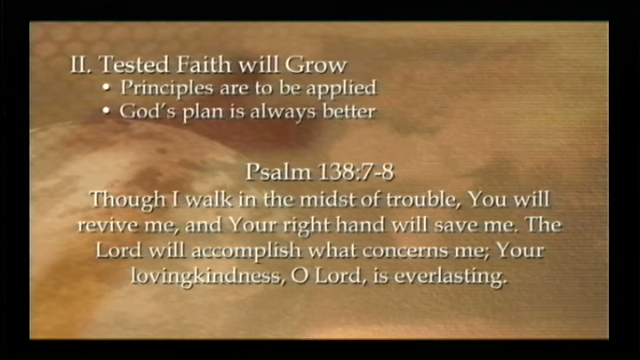 II. Tested Faith will Grow
• Principles are to be applied
• God's plan is always better
Psalm 138:7-8
Though I walk in the midst of trouble, You will
revive me, and Your right hand will save me. The
Lord will accomplish what concerns me; Your
lovingkindness, O Lord, is everlasting.